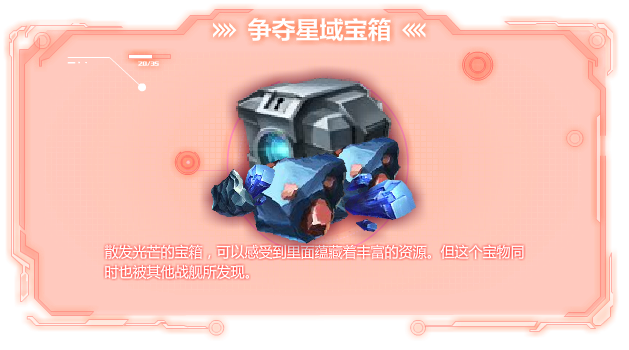 争夺星域宝箱
20/35
散发光芒的宝箱，可以感受到里面蕴藏着丰富的资源。但这个宝物同
时也被其他战舰所发现。